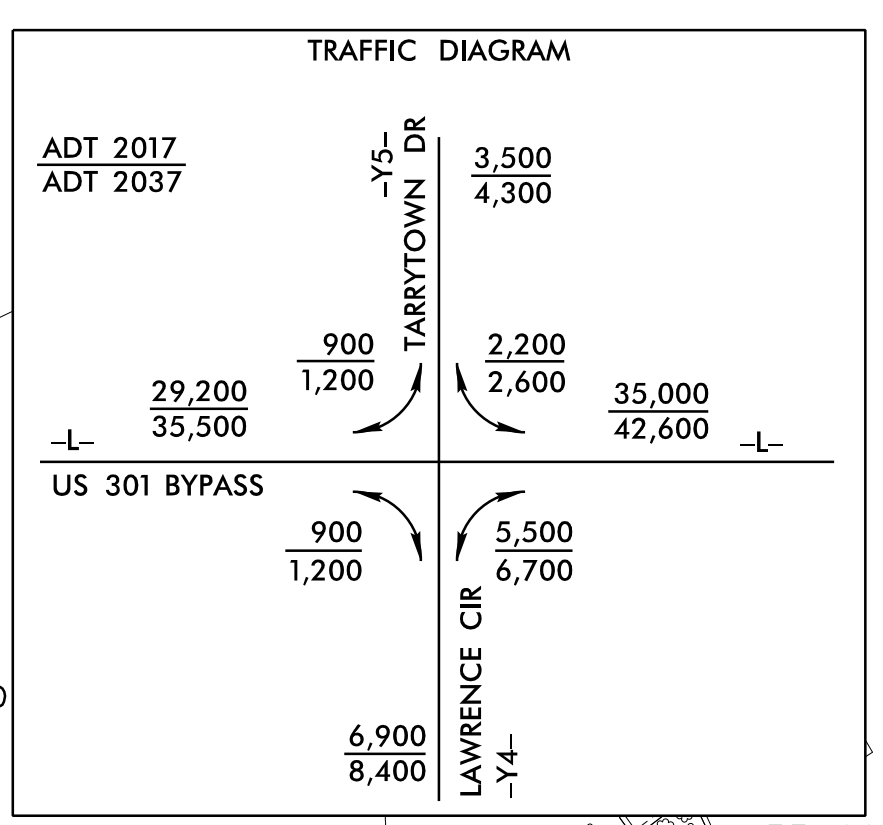 TRAFFIC DIAGRAM
ADT 2017
ADT 2037
–Y5–
TARRYTOWN DR
3,500
4,300
900
1,200
2,200
2,600
29,200
35,500
35,000
42,600
–L–
–L–
US 301 BYPASS
900
1,200
5,500
6,700
LAWRENCE CIR
–Y4–
6,900
8,400